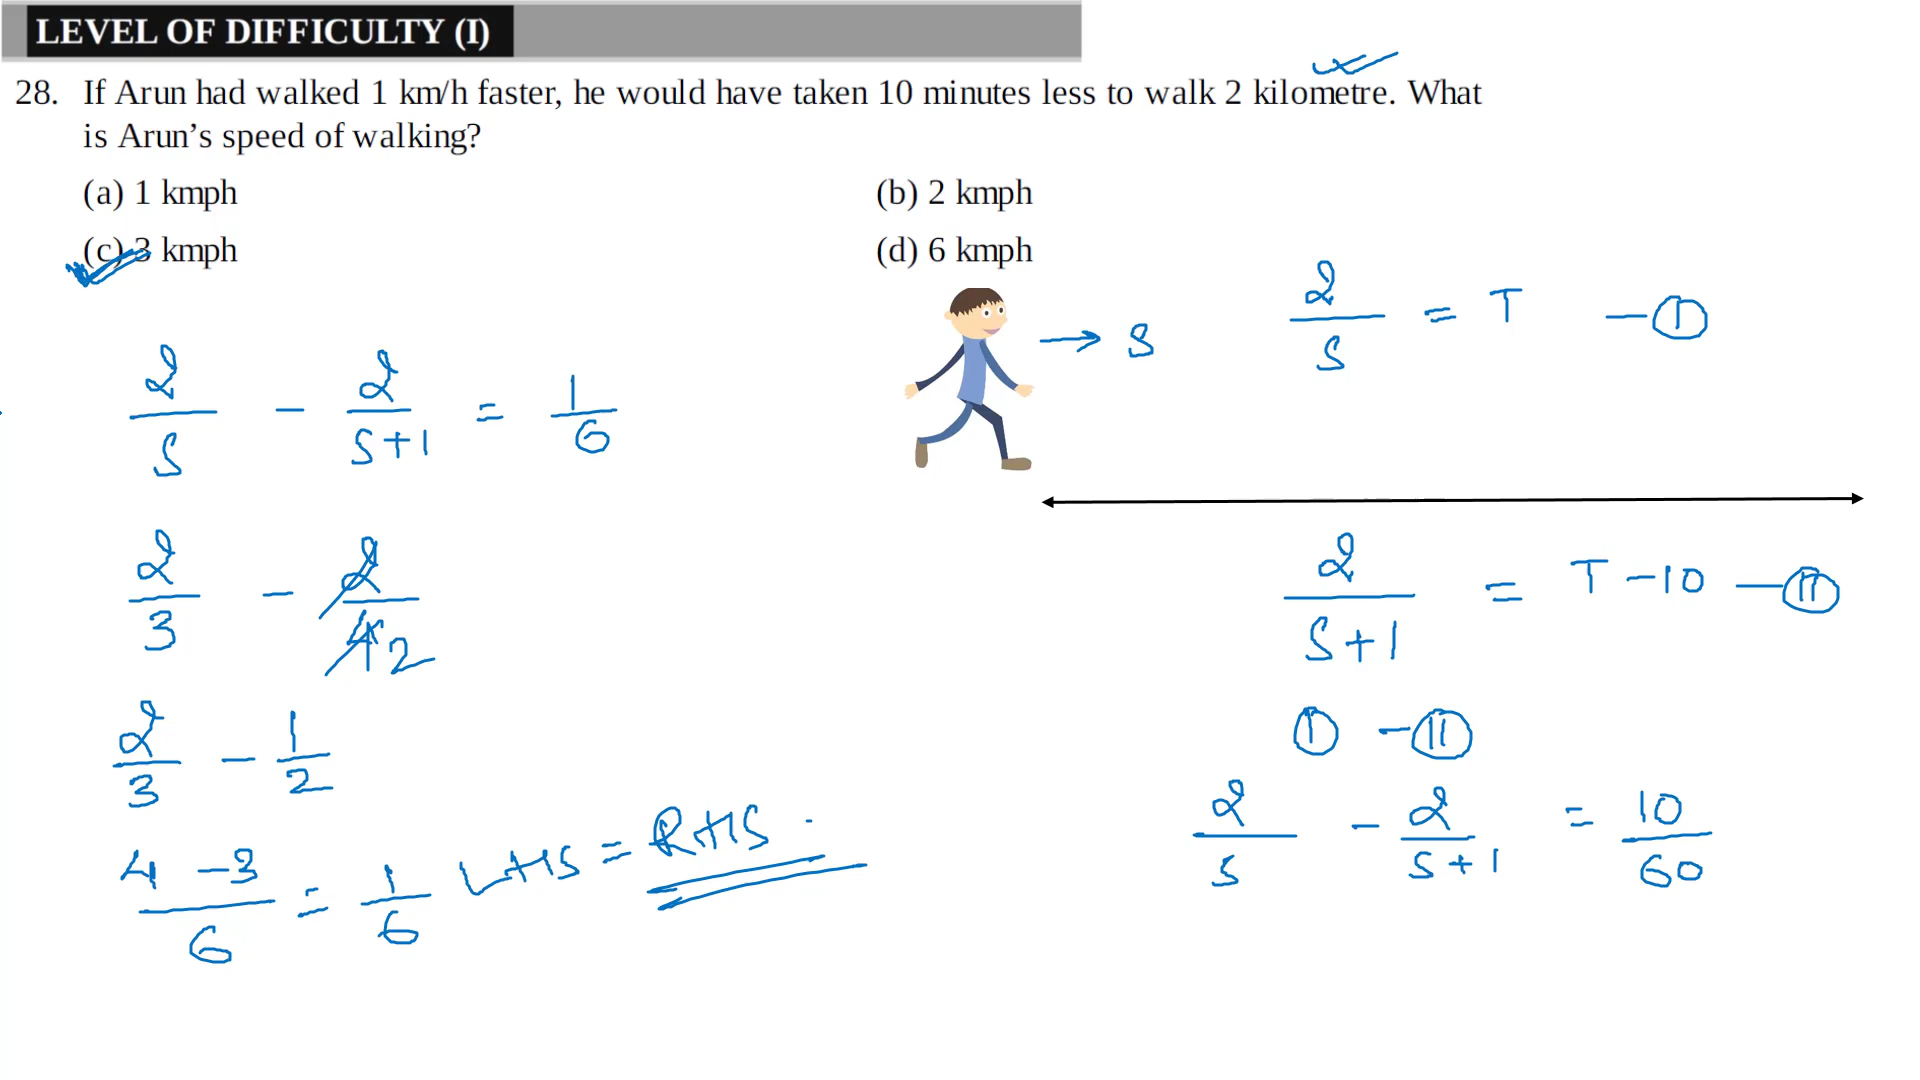 LEVEL OF DIFFICULTY (I)
28. If Arun had walked 1 km/h faster, he would have taken 10 minutes less to walk 2 kilometre. What
is Arun’s speed of walking?
(a) 1 kmph
(b) 2 kmph
(c) 3 kmph
(d) 6 kmph
→ S
2/S = T - I
2/S+1 = T - 10 - II
I - II
2/S - 2/S+1 = 10/60
2/S - 2/S+1 = 1/6
2/3 - 2/4 2
2/3 - 1/2
4 - 3/6 = 1/6 LHS = RHS